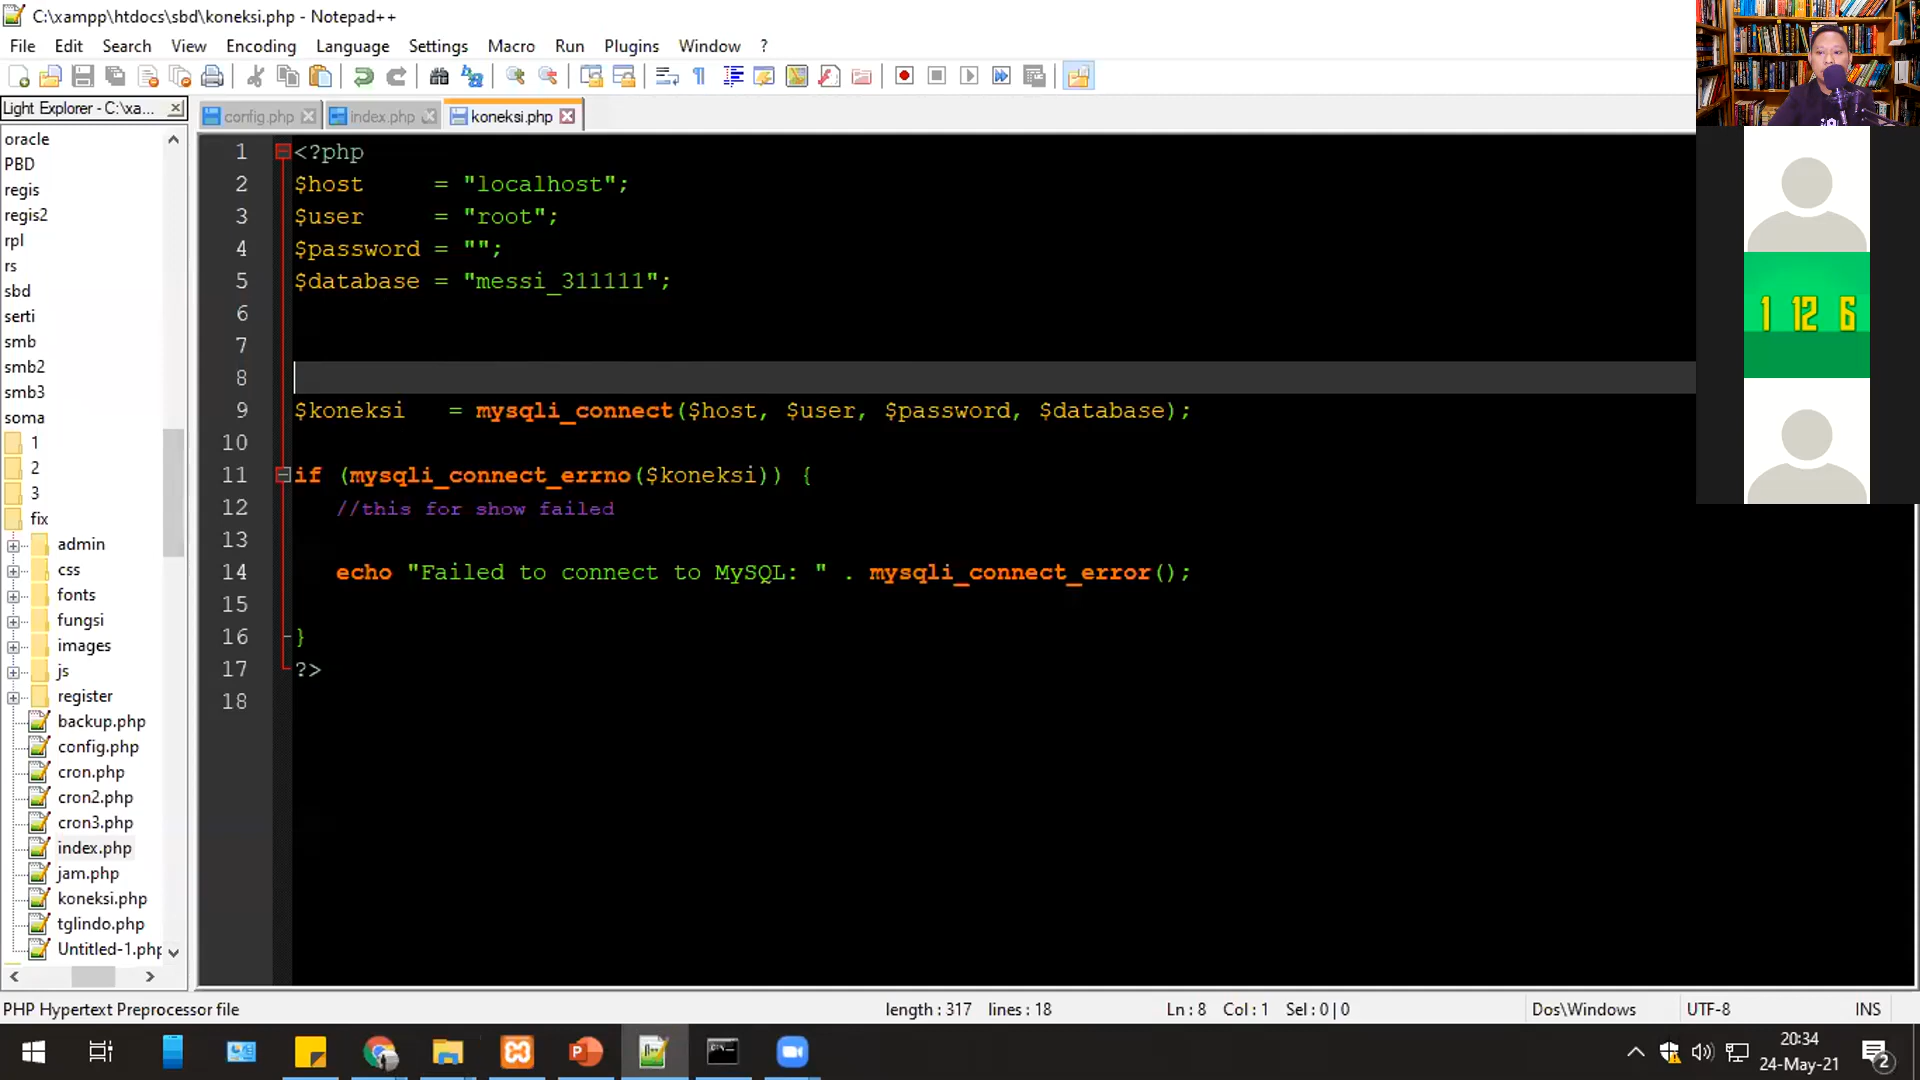 C:\xampp\htdocs\sbd\koneksi.php - Notepad++
File Edit Search View Encoding Language Settings Macro Run Plugins Window ?
Light Explorer - C:\xa...
config.php index.php koneksi.php
oracle
PBD
regis
regis2
rpl
rs
sbd
serti
smb
smb2
smb3
soma
1
2
3
fix
admin
css
fonts
fungsi
images
js
register
backup.php
config.php
cron.php
cron2.php
cron3.php
index.php
jam.php
koneksi.php
tglindo.php
Untitled-1.php
1 <?php
2 $host     = "localhost";
3 $user     = "root";
4 $password = "";
5 $database = "messi_311111";
6
7
8
9 $koneksi   = mysqli_connect($host, $user, $password, $database);
10
11 if (mysqli_connect_errno($koneksi)) {
12    //this for show failed
13
14    echo "Failed to connect to MySQL: " . mysqli_connect_error();
15
16 }
17 ?>
18
1 12 6
PHP Hypertext Preprocessor file length : 317 lines : 18 Ln : 8 Col : 1 Sel : 0 | 0 Dos\Windows UTF-8 INS
20:34
24-May-21
2